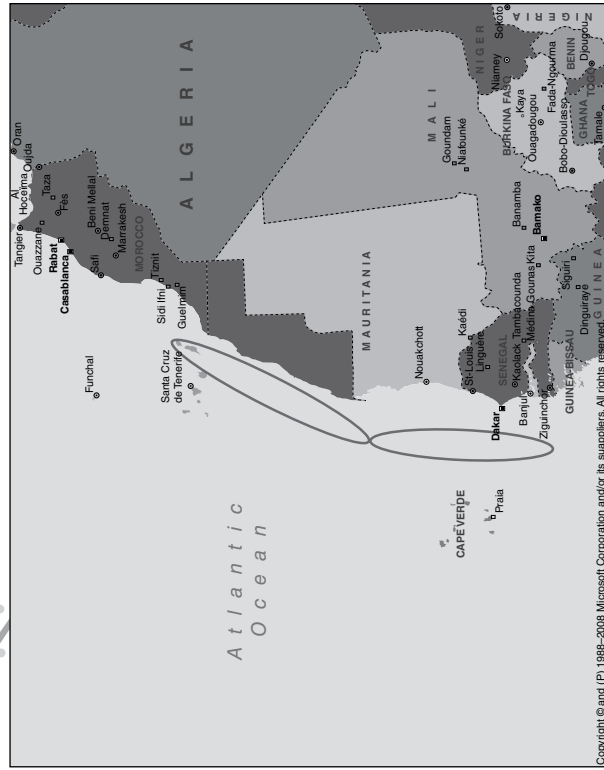 Al
Hoceïma
Oran
Tangier
Oujda
Ouazzane
Taza
Fès
Rabat
Casablanca
Beni Mellal
Demnat
Safi
Marrakesh
MOROCCO
ALGERIA
Tiznit
Sidi Ifni
Guelmim
Funchal
Santa Cruz
de Tenerife
Atlantic
Ocean
MAURITANIA
MALI
NIGER
Nouakchott
Goundam
Niafounké
Kaédi
St-Louis
Linguère
SENEGAL
Dakar
Kaolack
Tambacounda
Médina Gounas
Kita
Banjul
Ziguinchor
GUINEA-BISSAU
Banamba
Bamako
Siguiri
Dinguiraye
GUINEA
BURKINA FASO
Kaya
Ouagadougou
Fada-Ngourma
Bobo-Dioulasso
Niamey
Sokoto
NIGERIA
BENIN
Djougou
TOGO
GHANA
Tamale
CAPE VERDE
Praia
Copyright © and (P) 1988–2008 Microsoft Corporation and/or its suappliers. All rights reserved